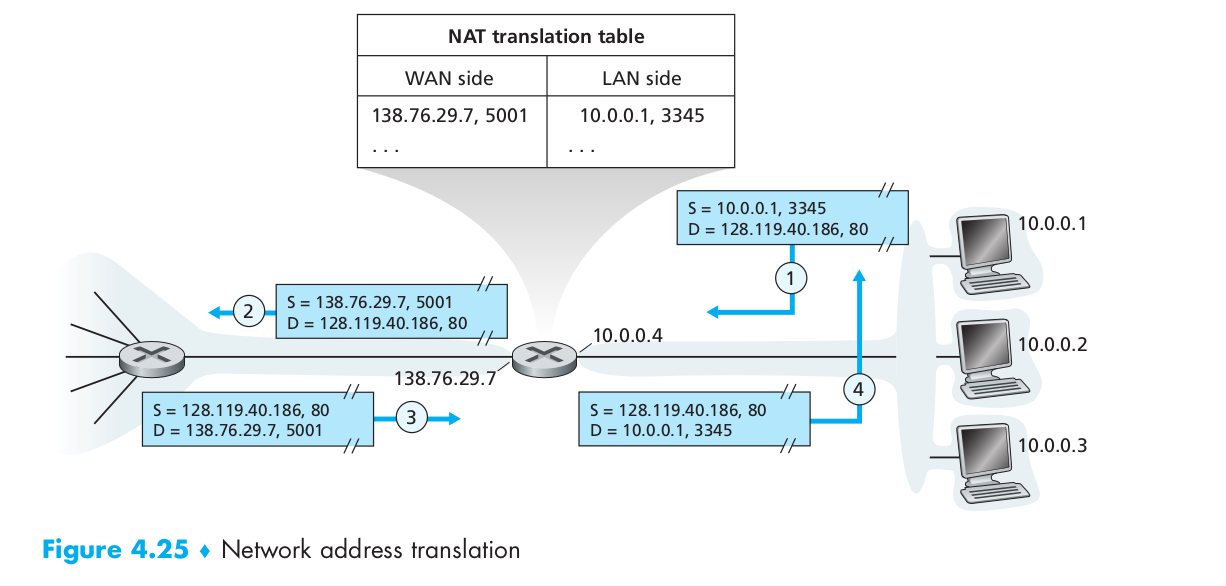 NAT translation table
WAN side LAN side
138.76.29.7, 5001 10.0.0.1, 3345
. . . . . .
S = 10.0.0.1, 3345
D = 128.119.40.186, 80
1
10.0.0.1
2
S = 138.76.29.7, 5001
D = 128.119.40.186, 80
10.0.0.4
10.0.0.2
138.76.29.7
S = 128.119.40.186, 80
D = 138.76.29.7, 5001
3
S = 128.119.40.186, 80
D = 10.0.0.1, 3345
4
10.0.0.3
Figure 4.25 ♦ Network address translation